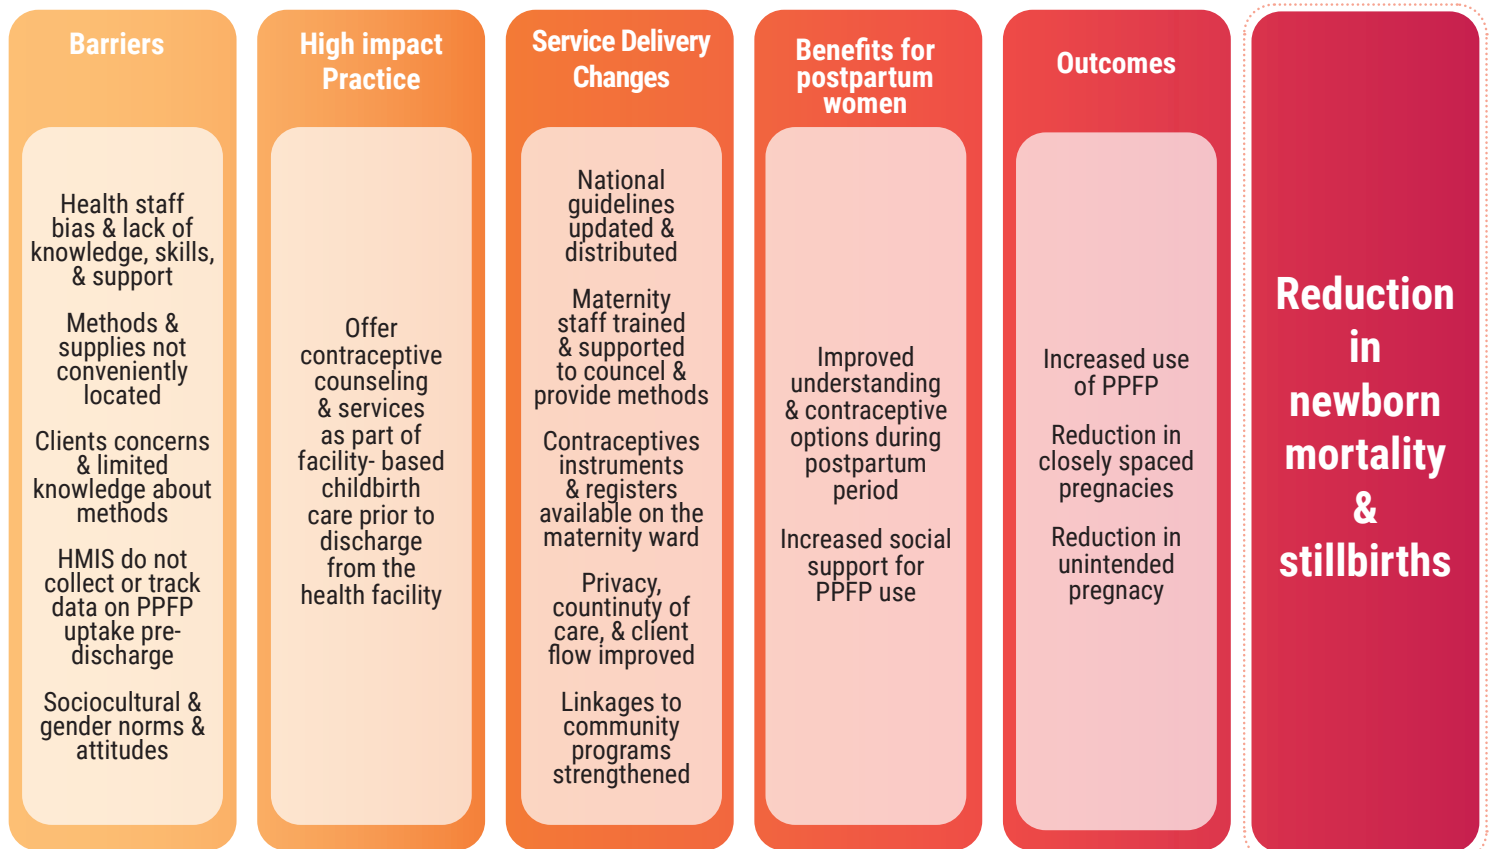 Barriers
Health staff
bias & lack of
knowledge, skills,
& support
Methods &
supplies not
conveniently
located
Clients concerns
& limited
knowledge about
methods
HMIS do not
collect or track
data on PPFP
uptake pre-
discharge
Sociocultural &
gender norms &
attitudes
High impact
Practice
Offer
contraceptive
counseling
& services
as part of
facility- based
childbirth
care prior to
discharge
from the
health facility
Service Delivery
Changes
National
guidelines
updated &
distributed
Maternity
staff trained
& supported
to councel &
provide methods
Contraceptives
instruments
& registers
available on the
maternity ward
Privacy,
countinuty of
care, & client
flow improved
Linkages to
community
programs
strengthened
Benefits for
postpartum
women
Improved
understanding
& contraceptive
options during
postpartum
period
Increased social
support for
PPFP use
Outcomes
Increased use
of PPFP
Reduction in
closely spaced
pregnancies
Reduction in
unintended
pregnancy
Reduction
in
newborn
mortality
&
stillbirths